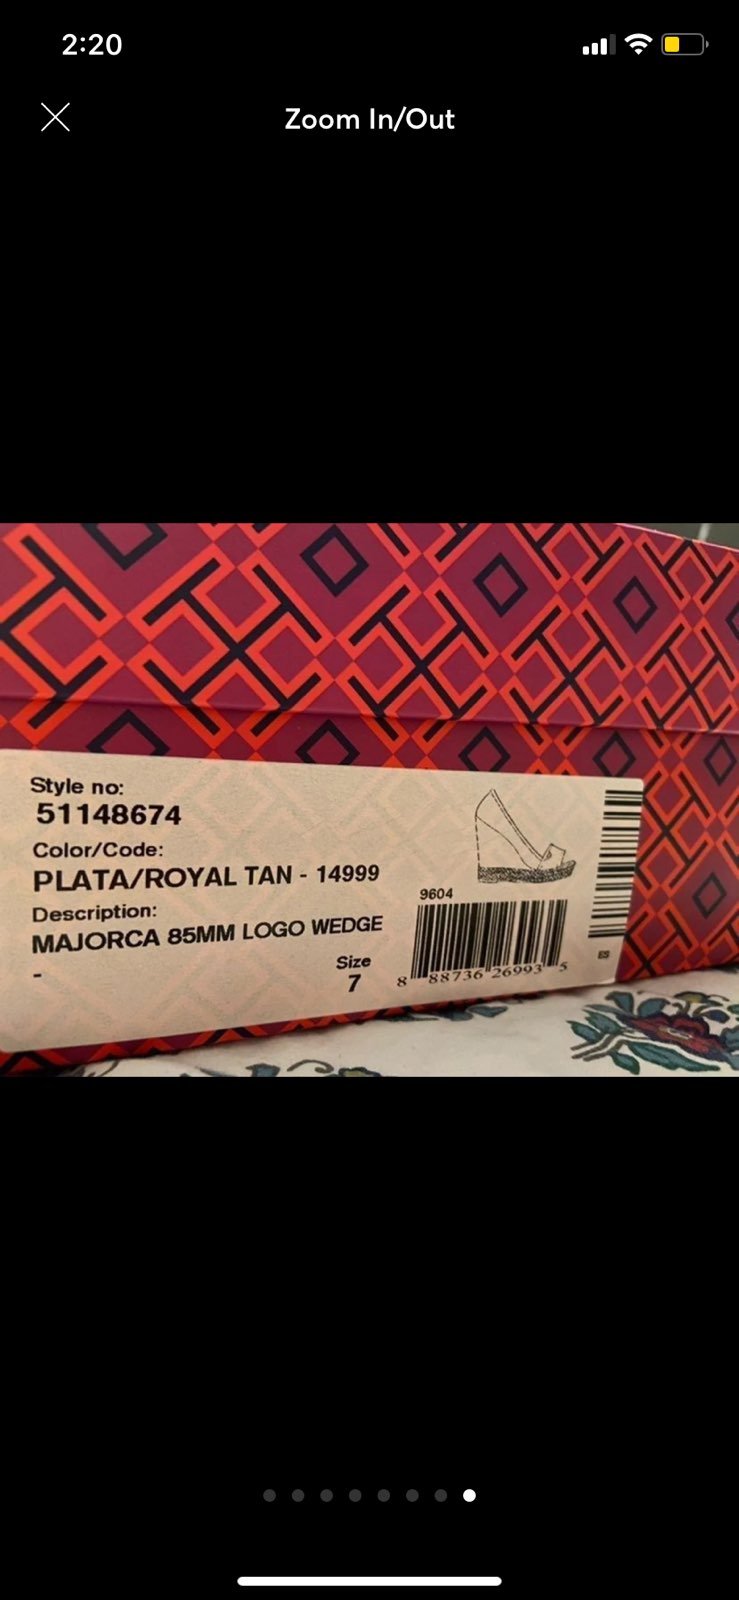 2:20
Zoom In/Out
Style no:
51148674
Color/Code:
PLATA/ROYAL TAN - 14999
Description:
MAJORCA 85MM LOGO WEDGE
-
Size
7
9604
8 88736 26993 5
ES